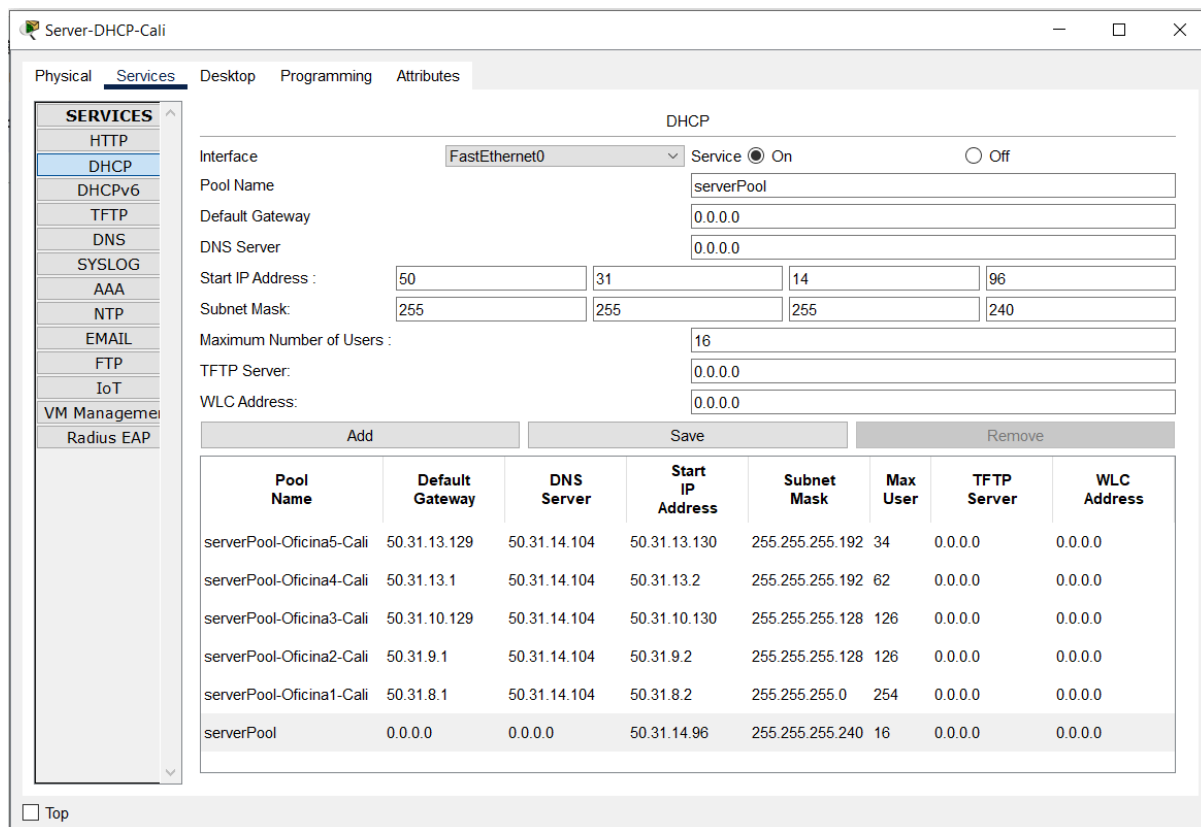 Server-DHCP-Cali
Physical Services Desktop Programming Attributes
SERVICES
HTTP
DHCP
DHCPv6
TFTP
DNS
SYSLOG
AAA
NTP
EMAIL
FTP
IoT
VM Managemen
Radius EAP
DHCP
Interface FastEthernet0 Service On Off
Pool Name serverPool
Default Gateway 0.0.0.0
DNS Server 0.0.0.0
Start IP Address : 50 31 14 96
Subnet Mask: 255 255 255 240
Maximum Number of Users : 16
TFTP Server: 0.0.0.0
WLC Address: 0.0.0.0
Add Save Remove
Pool Name Default Gateway DNS Server Start IP Address Subnet Mask Max User TFTP Server WLC Address
serverPool-Oficina5-Cali 50.31.13.129 50.31.14.104 50.31.13.130 255.255.255.192 34 0.0.0.0 0.0.0.0
serverPool-Oficina4-Cali 50.31.13.1 50.31.14.104 50.31.13.2 255.255.255.192 62 0.0.0.0 0.0.0.0
serverPool-Oficina3-Cali 50.31.10.129 50.31.14.104 50.31.10.130 255.255.255.128 126 0.0.0.0 0.0.0.0
serverPool-Oficina2-Cali 50.31.9.1 50.31.14.104 50.31.9.2 255.255.255.128 126 0.0.0.0 0.0.0.0
serverPool-Oficina1-Cali 50.31.8.1 50.31.14.104 50.31.8.2 255.255.255.0 254 0.0.0.0 0.0.0.0
serverPool 0.0.0.0 0.0.0.0 50.31.14.96 255.255.255.240 16 0.0.0.0 0.0.0.0
Top